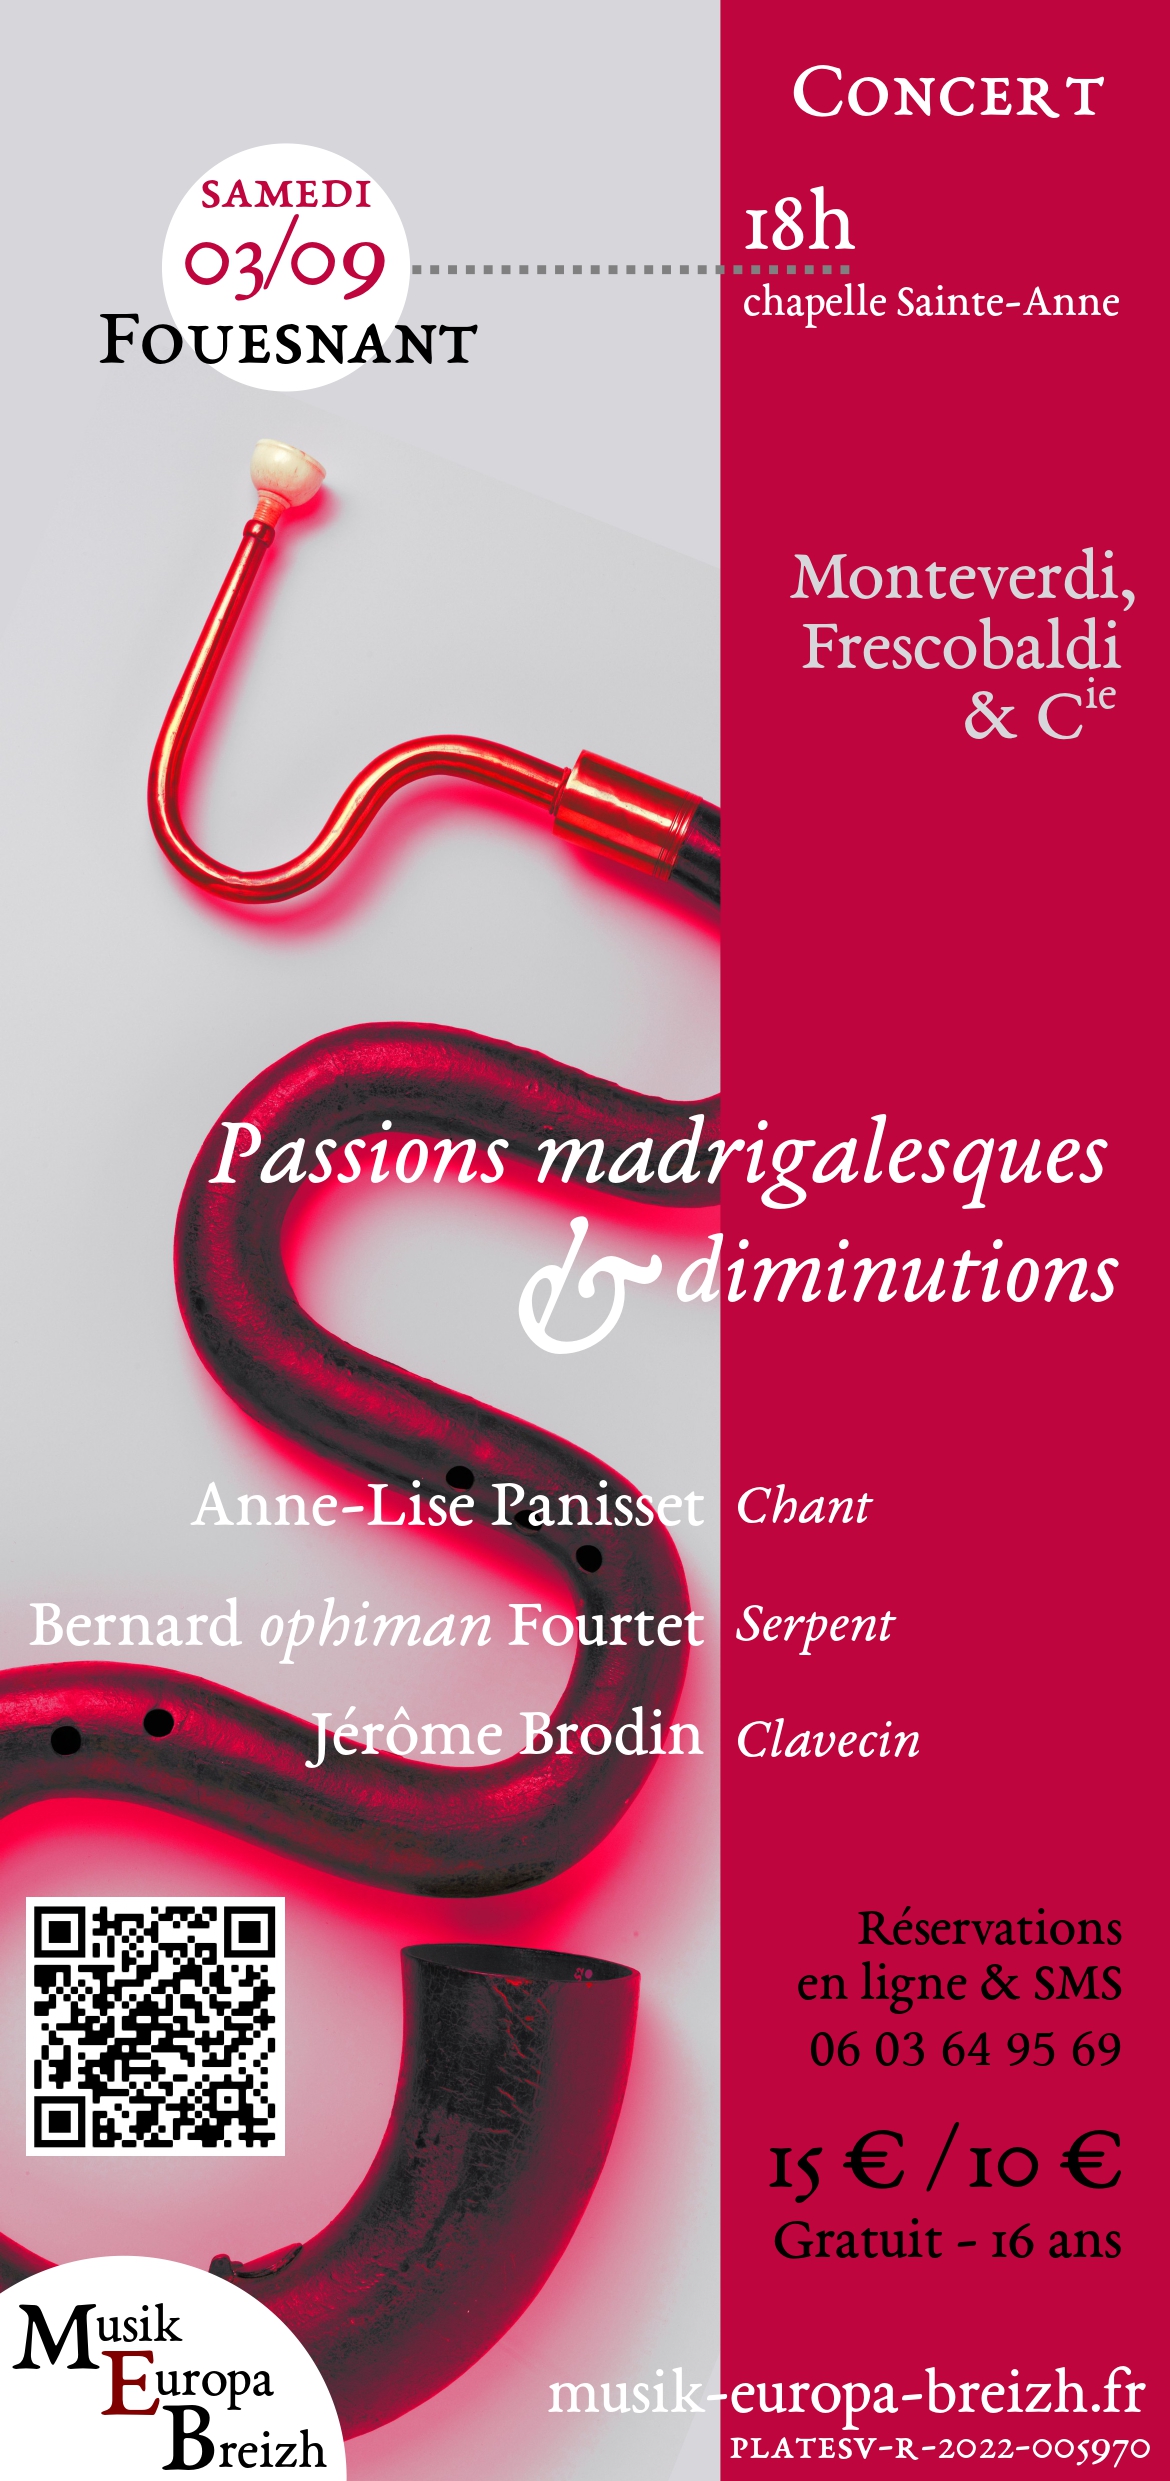 Concert
SAMEDI
03/09
Fouesnant
18h
chapelle Sainte-Anne
Monteverdi,
Frescobaldi
& Cie
Passions madrigalesques
& diminutions
Anne-Lise Panisset Chant
Bernard ophiman Fourtet Serpent
Jérôme Brodin Clavecin
Réservations
en ligne & SMS
06 03 64 95 69
15 € / 10 €
Gratuit - 16 ans
Musik
Europa
Breizh
musik-europa-breizh.fr
PLATESV-R-2022-005970